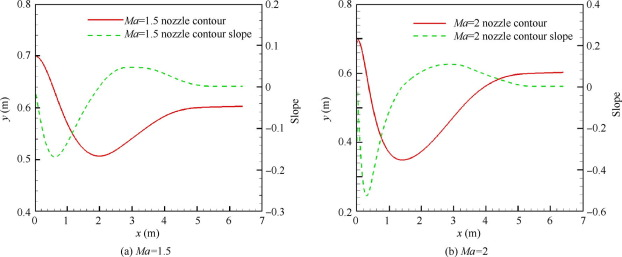 0.8
0.7
0.6
0.5
0.4
y (m)
Ma=1.5 nozzle contour
Ma=1.5 nozzle contour slope
0.2
0.1
0
-0.1
-0.2
-0.3
Slope
0 1 2 3 4 5 6 7
x (m)
(a) Ma=1.5
0.8
0.6
0.4
0.2
y (m)
Ma=2 nozzle contour
Ma=2 nozzle contour slope
0.4
0.2
0
-0.2
-0.4
-0.6
Slope
0 1 2 3 4 5 6 7
x (m)
(b) Ma=2